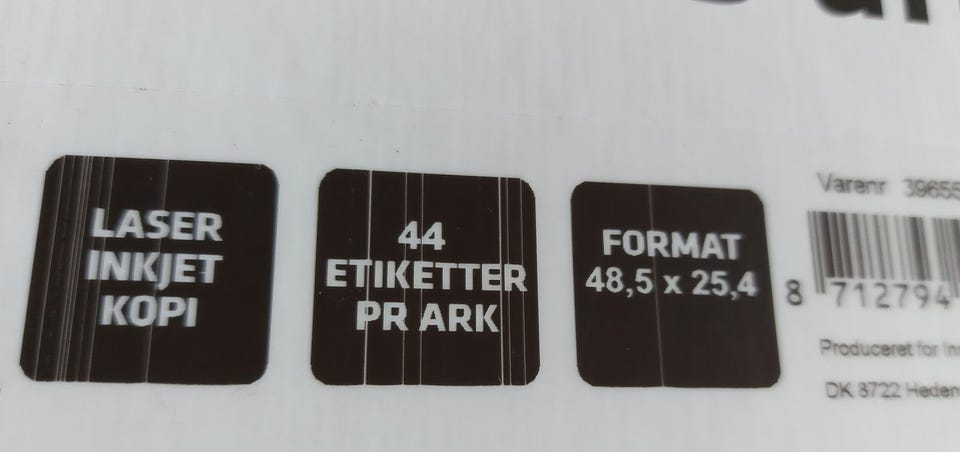 LASER
INKJET
KOPI
44
ETIKETTER
PR ARK
FORMAT
48,5 x 25,4
Varenr 39655
8 712794
Produceret for
DK 8722